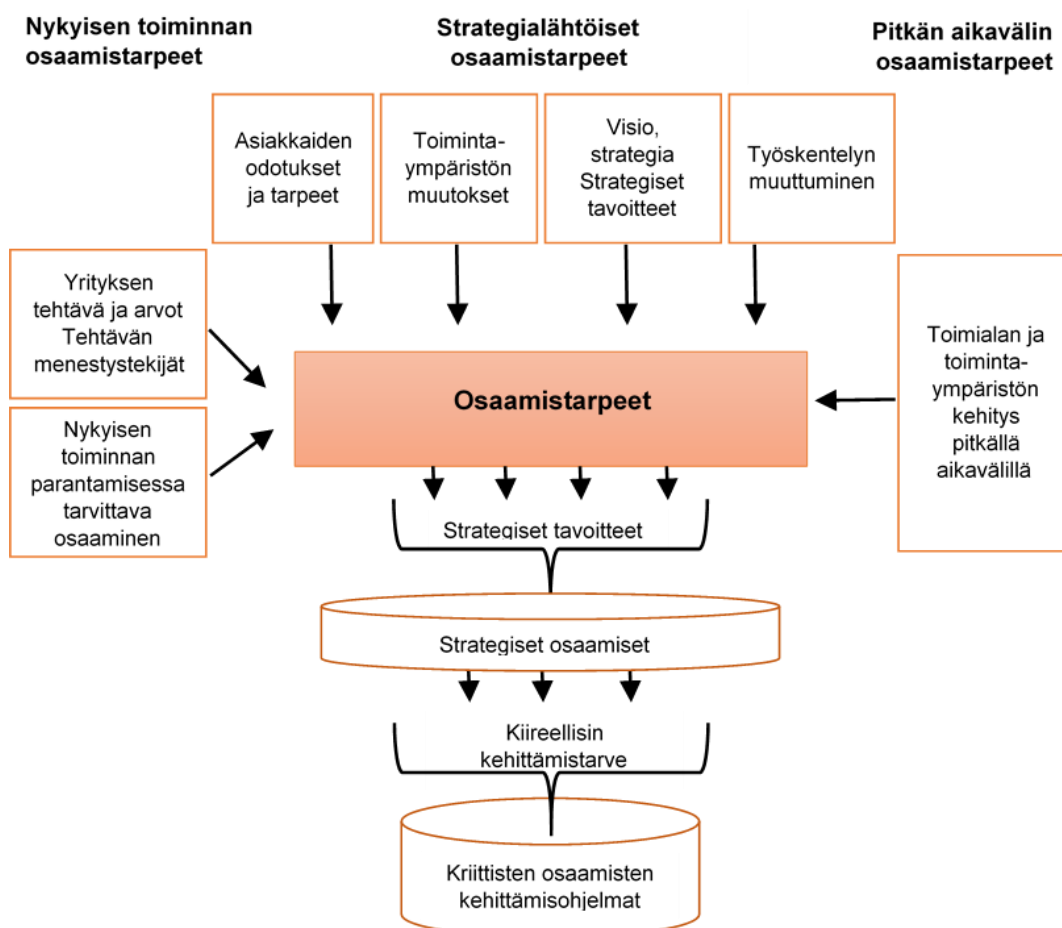 Nykyisen toiminnan
osaamistarpeet
Strategialähtöiset
osaamistarpeet
Pitkän aikavälin
osaamistarpeet
Asiakkaiden
odotukset
ja tarpeet
Toiminta-
ympäristön
muutokset
Visio,
strategia
Strategiset
tavoitteet
Työskentelyn
muuttuminen
Yrityksen
tehtävä ja arvot
Tehtävän
menestystekijät
Nykyisen
toiminnan
parantamisessa
tarvittava
osaaminen
Osaamistarpeet
Toimialan ja
toiminta-
ympäristön
kehitys
pitkällä
aikavälillä
Strategiset tavoitteet
Strategiset osaamiset
Kiireellisin
kehittämistarve
Kriittisten osaamisten
kehittämisohjelmat